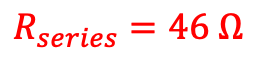 R_series = 46 Ω